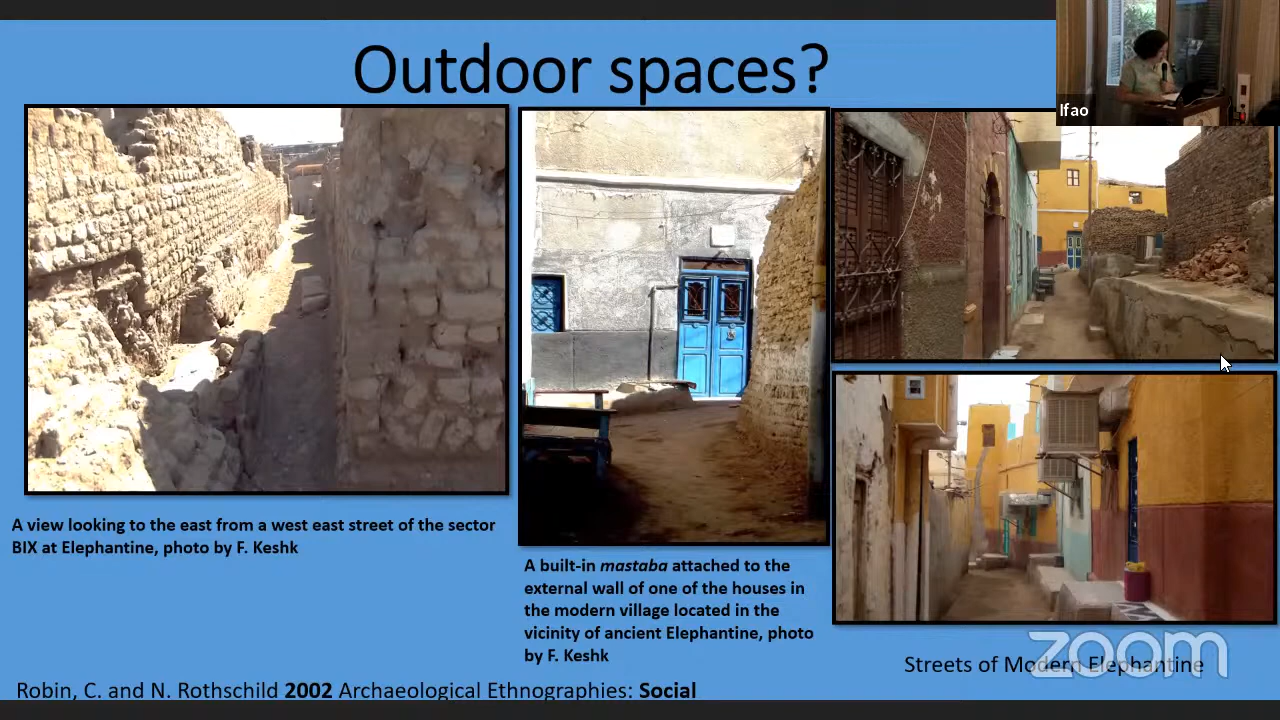 Outdoor spaces?
Ifao
A view looking to the east from a west east street of the sector
BIX at Elephantine, photo by F. Keshk
A built-in mastaba attached to the
external wall of one of the houses in
the modern village located in the
vicinity of ancient Elephantine, photo
by F. Keshk
Streets of Modern Elephantine
zoom
Robin, C. and N. Rothschild 2002 Archaeological Ethnographies: Social